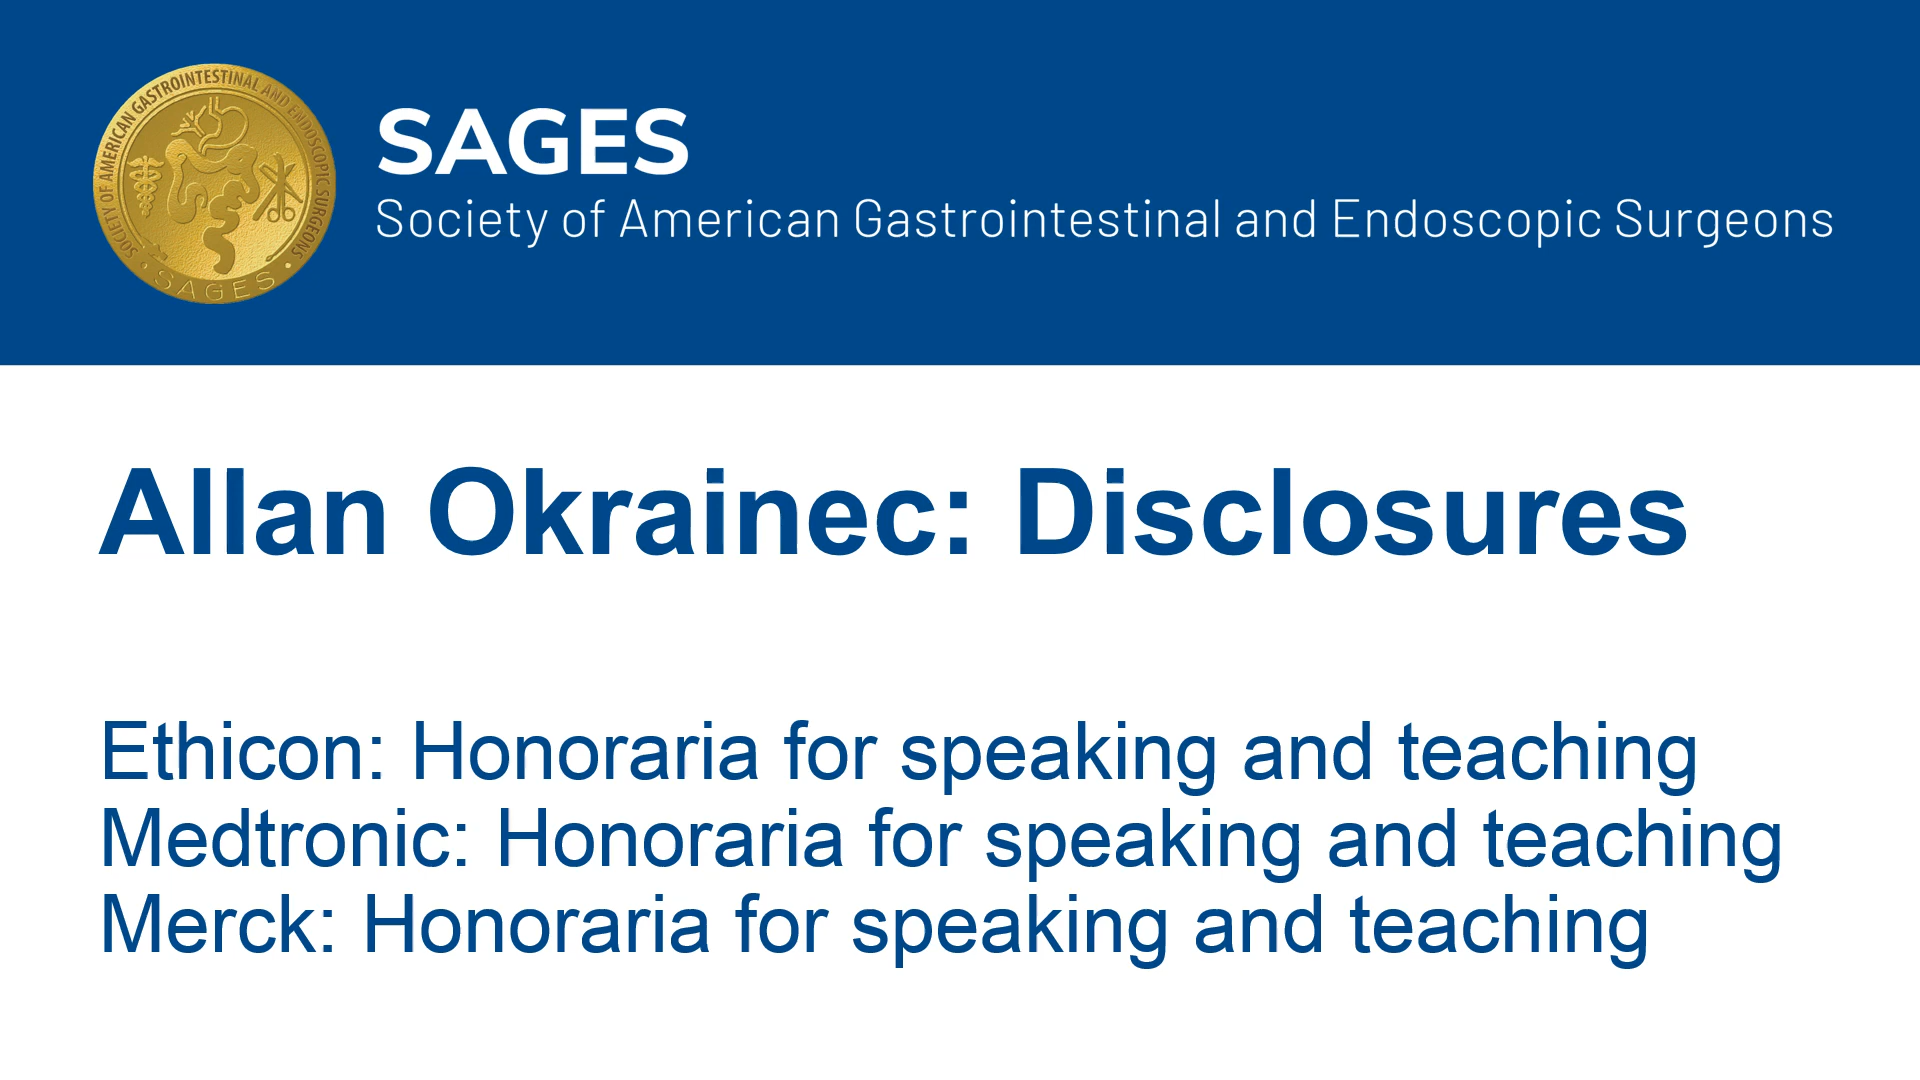 SOCIETY OF AMERICAN GASTROINTESTINAL AND ENDOSCOPIC SURGEONS
• SAGES •
SAGES
Society of American Gastrointestinal and Endoscopic Surgeons
Allan Okrainec: Disclosures
Ethicon: Honoraria for speaking and teaching
Medtronic: Honoraria for speaking and teaching
Merck: Honoraria for speaking and teaching